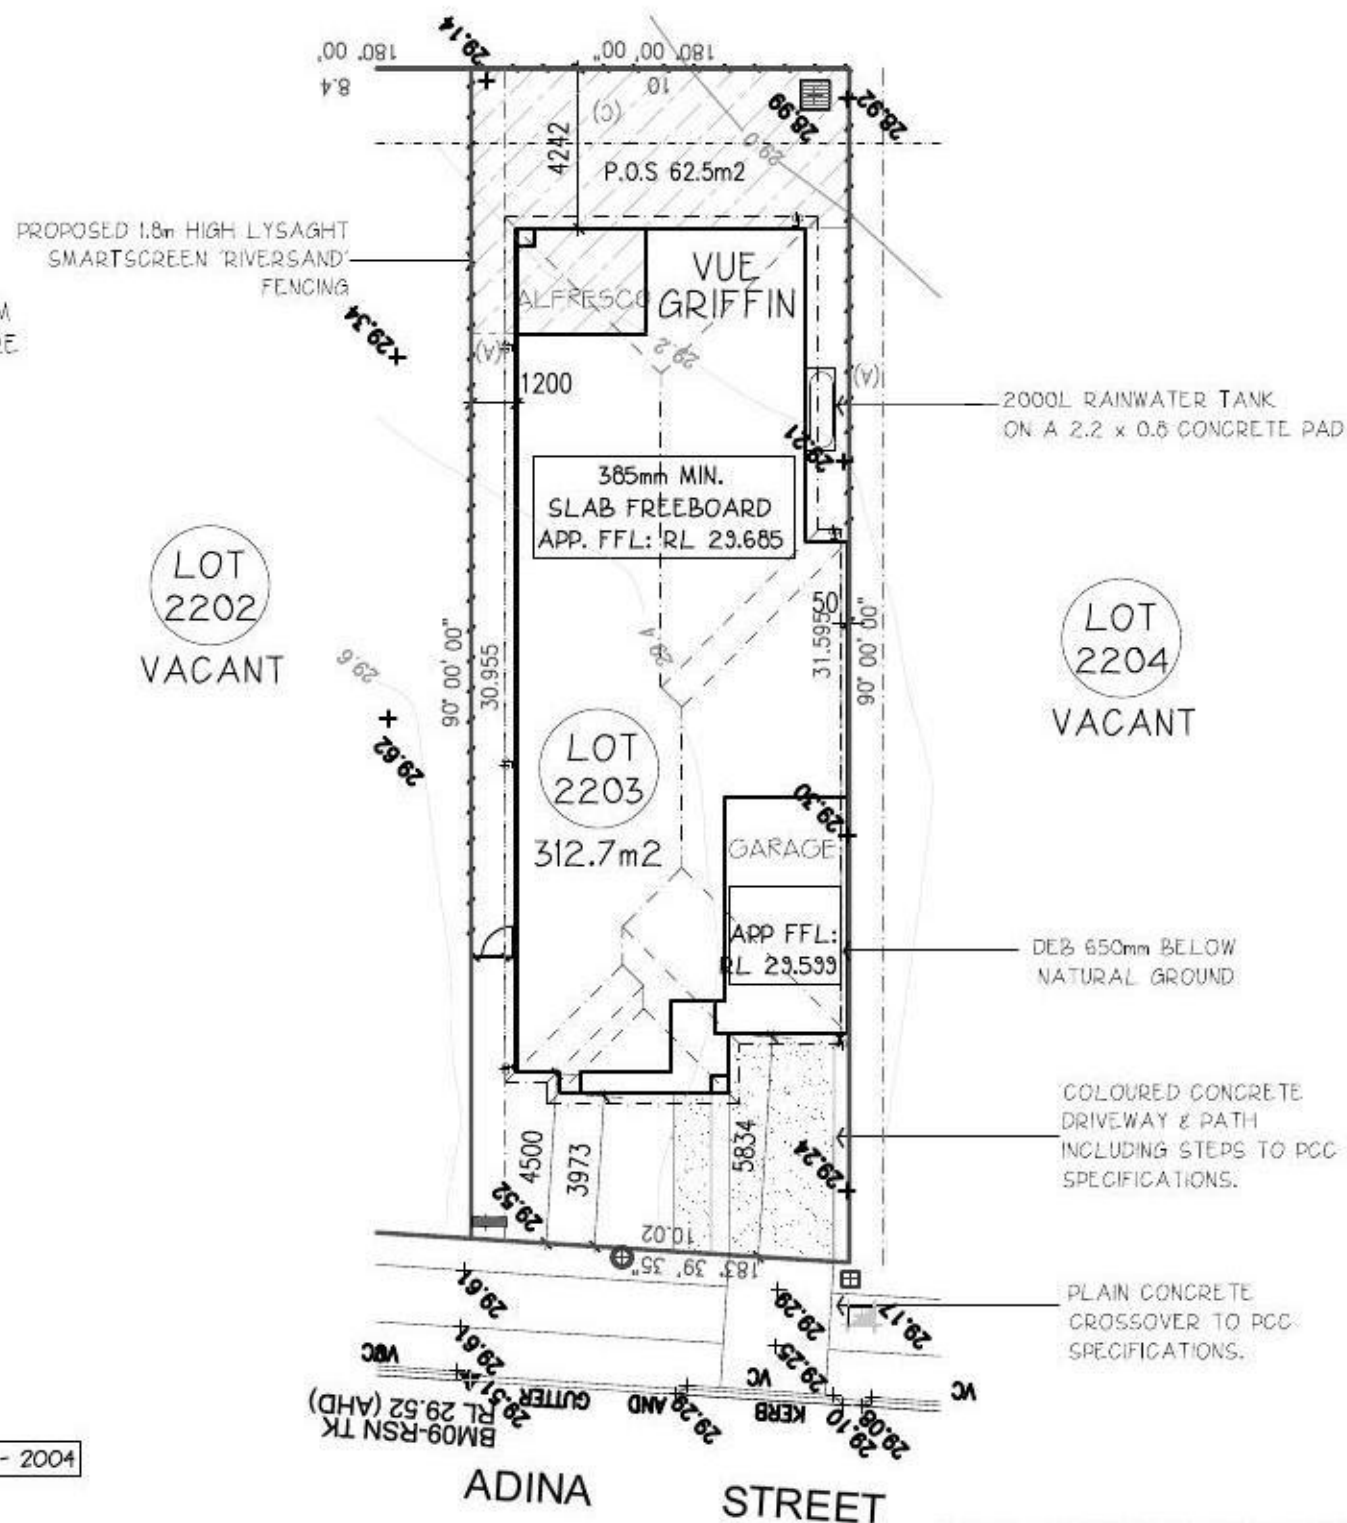 29.14
180° 00' 00"
180° 00' 00"
8.4
10
(C)
28.99
28.92
29.0
4242
P.O.S 62.5m2
PROPOSED 1.8m HIGH LYSAGHT
SMARTSCREEN 'RIVERSAND'
FENCING
VUE
GRIFFIN
ALFRESCO
M
RE
29.34
(A)
29.2
(A)
1200
2000L RAINWATER TANK
ON A 2.2 x 0.8 CONCRETE PAD
29.21
385mm MIN.
SLAB FREEBOARD
APP. FFL: RL 29.685
LOT
2202
VACANT
50
LOT
2204
VACANT
29.4
90° 00' 00"
30.955
31.595
90° 00' 00"
29.6
29.62
LOT
2203
312.7m2
29.30
GARAGE
APP FFL:
RL 29.599
DEB 650mm BELOW
NATURAL GROUND
COLOURED CONCRETE
DRIVEWAY & PATH
INCLUDING STEPS TO PCC
SPECIFICATIONS.
4500
3973
5834
29.24
29.52
10.02
183° 39' 35"
29.61
29.29
29.17
PLAIN CONCRETE
CROSSOVER TO PCC
SPECIFICATIONS.
29.61
29.25
VC
VC
29.51
GUTTER
AND
29.29
KERB
29.10
29.08
BM09-RSN TK
RL 29.52 (AHD)
- 2004
ADINA STREET